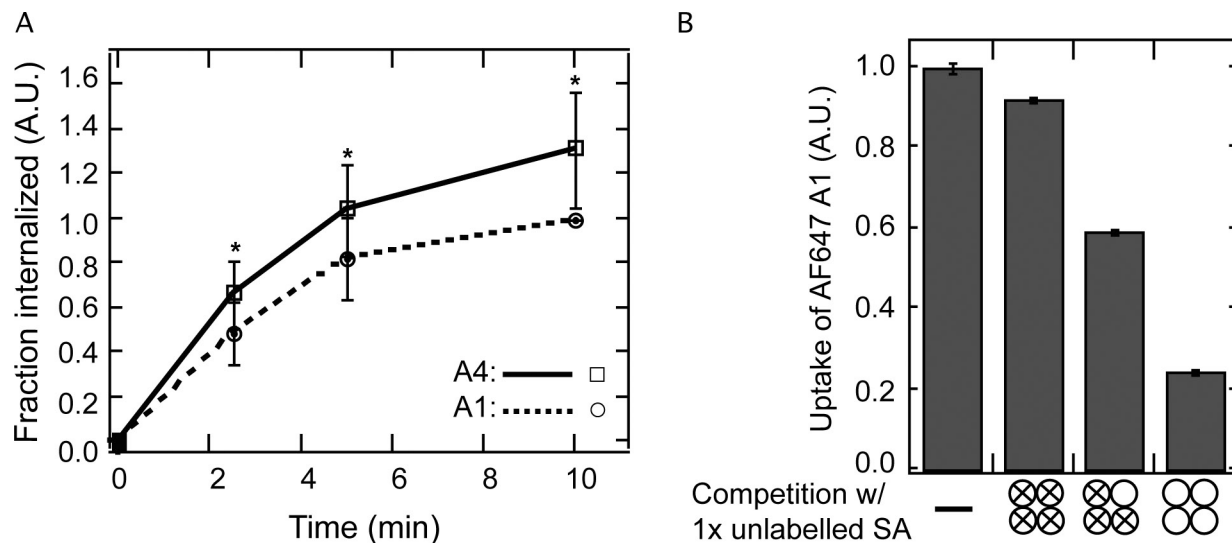 A
Fraction internalized (A.U.)
1.6
1.4
1.2
1.0
0.8
0.6
0.4
0.2
0.0
*
*
*
A4:
A1:
0 2 4 6 8 10
Time (min)
B
Uptake of AF647 A1 (A.U.)
1.0
0.8
0.6
0.4
0.2
0.0
Competition w/
1x unlabelled SA